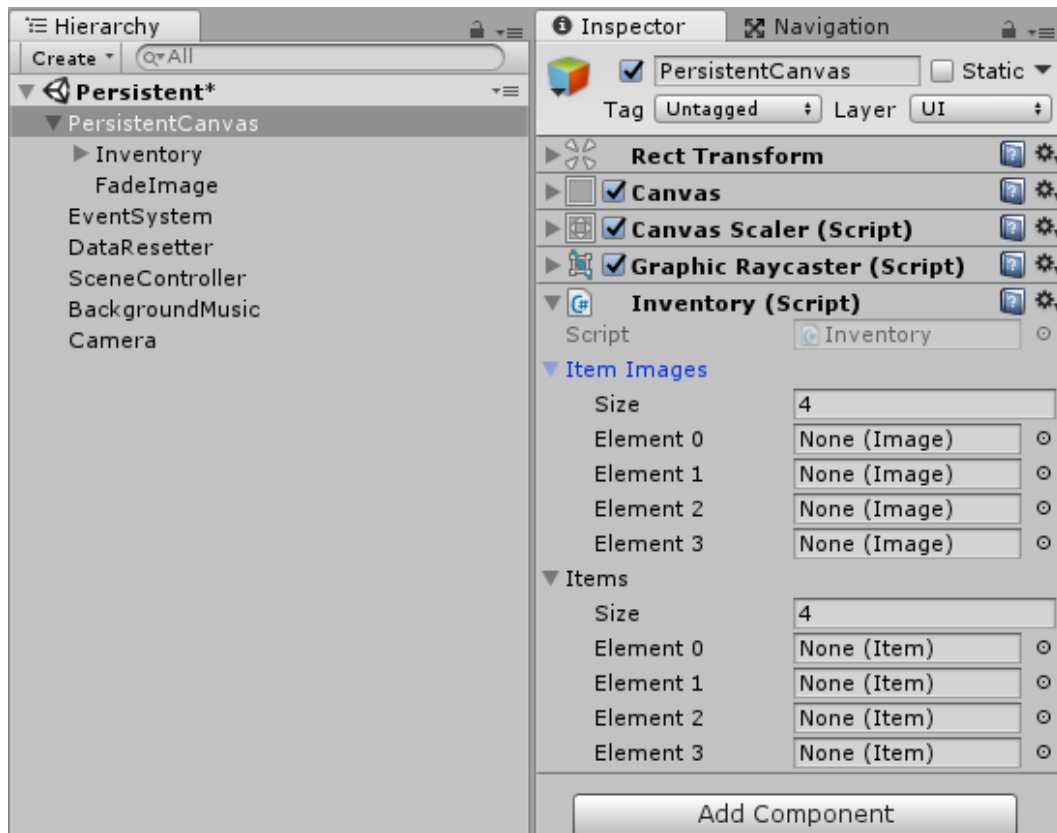 Hierarchy
Create All
Persistent*
PersistentCanvas
Inventory
FadeImage
EventSystem
DataResetter
SceneController
BackgroundMusic
Camera
Inspector Navigation
PersistentCanvas Static
Tag Untagged Layer UI
Rect Transform
Canvas
Canvas Scaler (Script)
Graphic Raycaster (Script)
C# Inventory (Script)
Script Inventory
Item Images
Size 4
Element 0 None (Image)
Element 1 None (Image)
Element 2 None (Image)
Element 3 None (Image)
Items
Size 4
Element 0 None (Item)
Element 1 None (Item)
Element 2 None (Item)
Element 3 None (Item)
Add Component